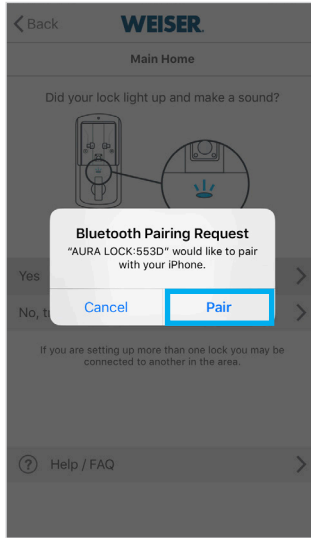 Back
WEISER.
Main Home
Did your lock light up and make a sound?
Bluetooth Pairing Request
"AURA LOCK:553D" would like to pair
with your iPhone.
Yes
Cancel
Pair
No, t
If you are setting up more than one lock you may be
connected to another in the area.
? Help / FAQ